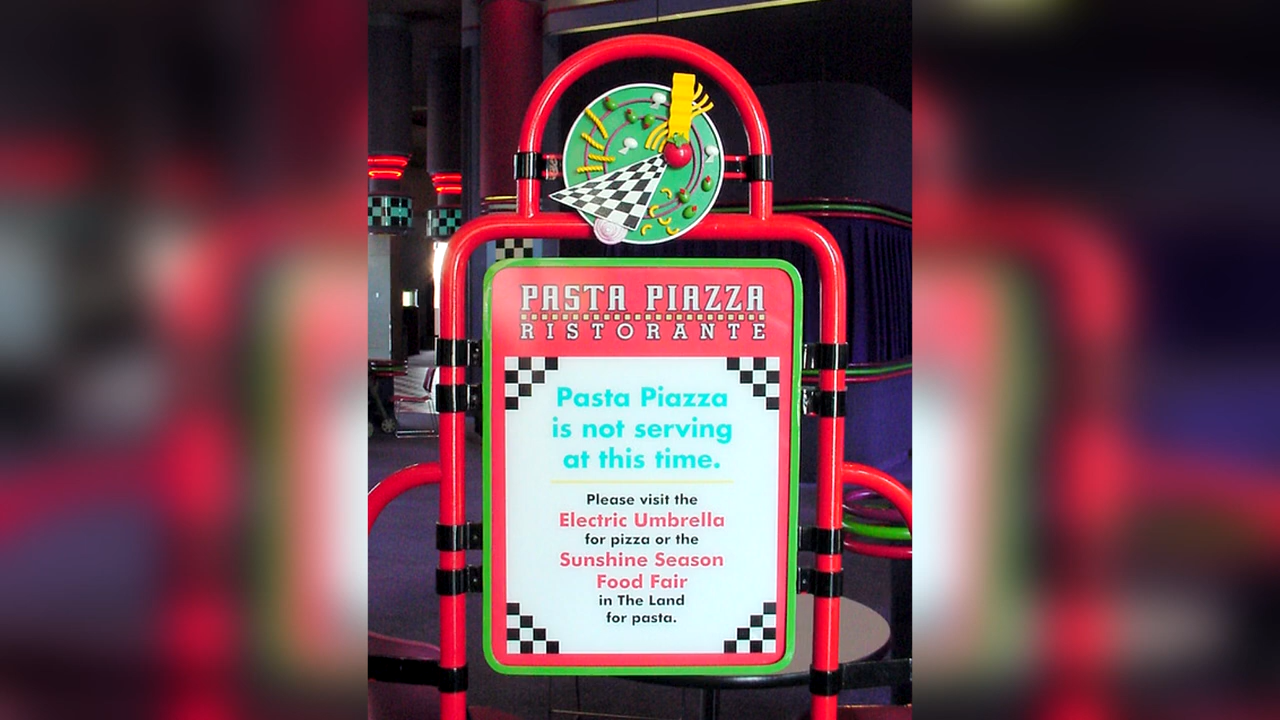 PASTA PIAZZA
RISTORANTE
Pasta Piazza
is not serving
at this time.
Please visit the
Electric Umbrella
for pizza or the
Sunshine Season
Food Fair
in The Land
for pasta.